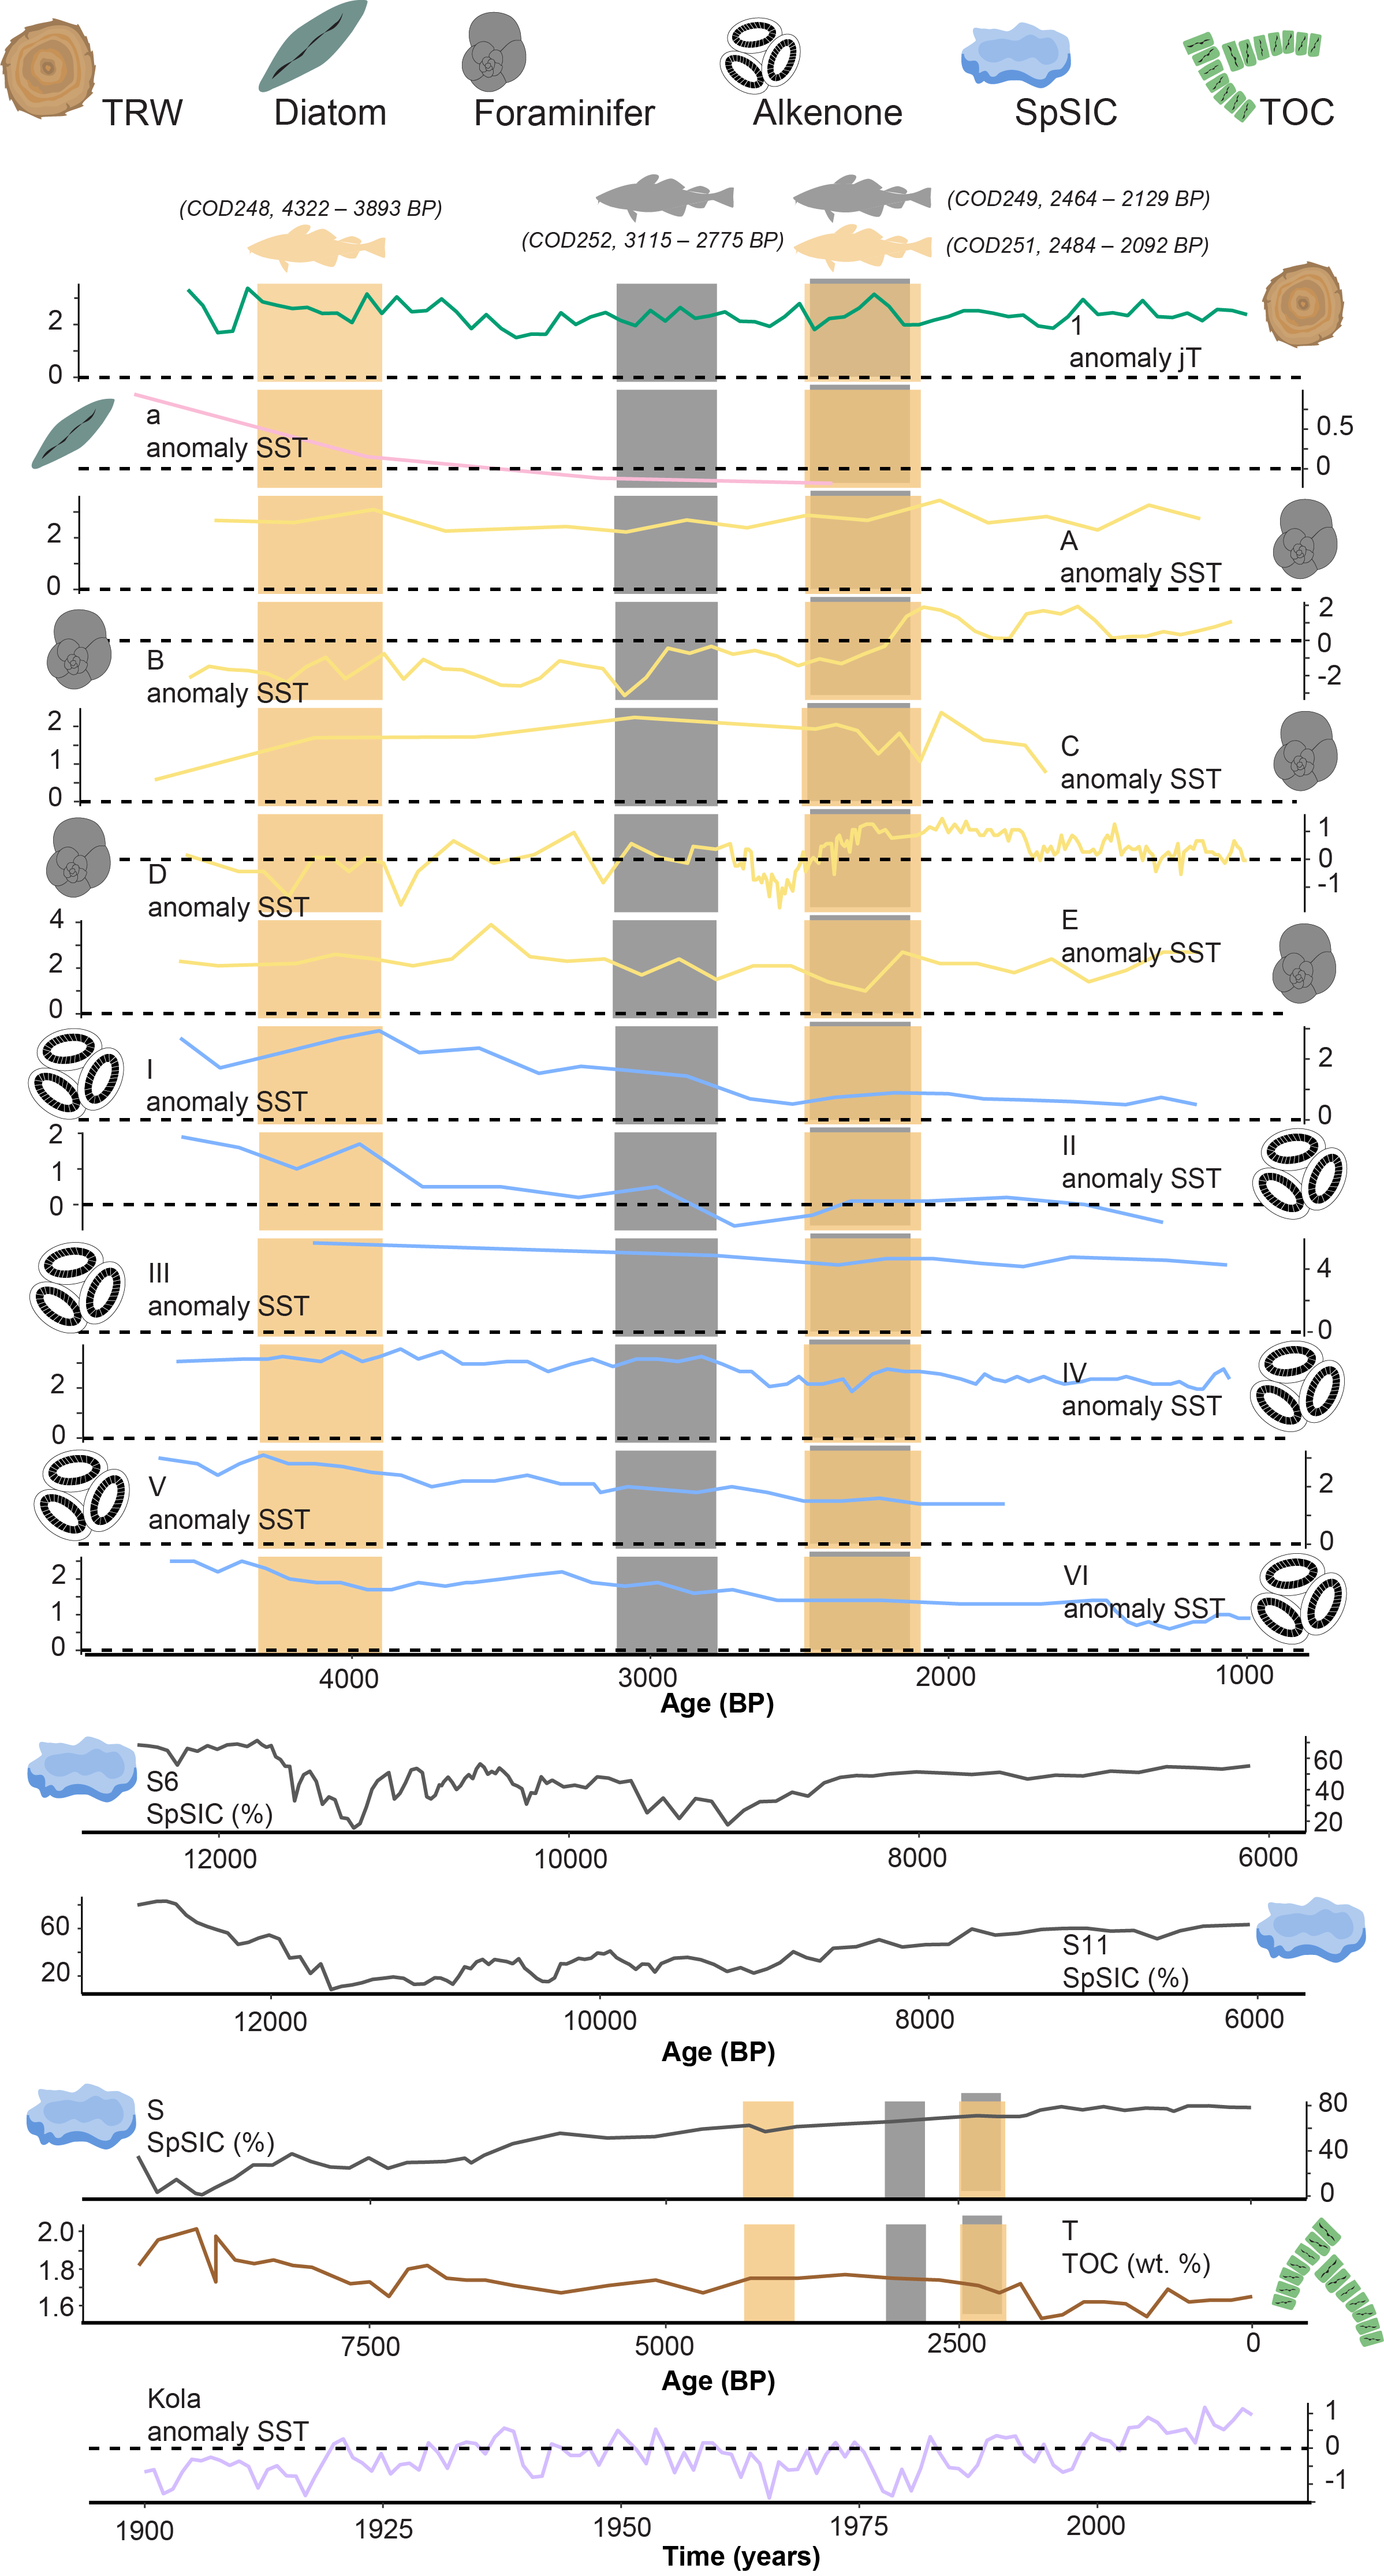 TRW Diatom Foraminifer Alkenone SpSIC TOC
(COD248, 4322 – 3893 BP)
(COD252, 3115 – 2775 BP)
(COD249, 2464 – 2129 BP)
(COD251, 2484 – 2092 BP)
2
0
1
anomaly jT
a
anomaly SST
0.5
0
2
0
A
anomaly SST
B
anomaly SST
2
0
-2
2
1
0
C
anomaly SST
D
anomaly SST
1
0
-1
4
2
0
E
anomaly SST
I
anomaly SST
2
0
2
1
0
II
anomaly SST
III
anomaly SST
4
0
2
0
IV
anomaly SST
V
anomaly SST
2
0
2
1
0
VI
anomaly SST
4000 3000 2000 1000
Age (BP)
S6
SpSIC (%)
60
40
20
12000 10000 8000 6000
60
20
S11
SpSIC (%)
12000 10000 8000 6000
Age (BP)
S
SpSIC (%)
80
40
0
2.0
1.8
1.6
T
TOC (wt. %)
7500 5000 2500 0
Age (BP)
Kola
anomaly SST
1
0
-1
1900 1925 1950 1975 2000
Time (years)